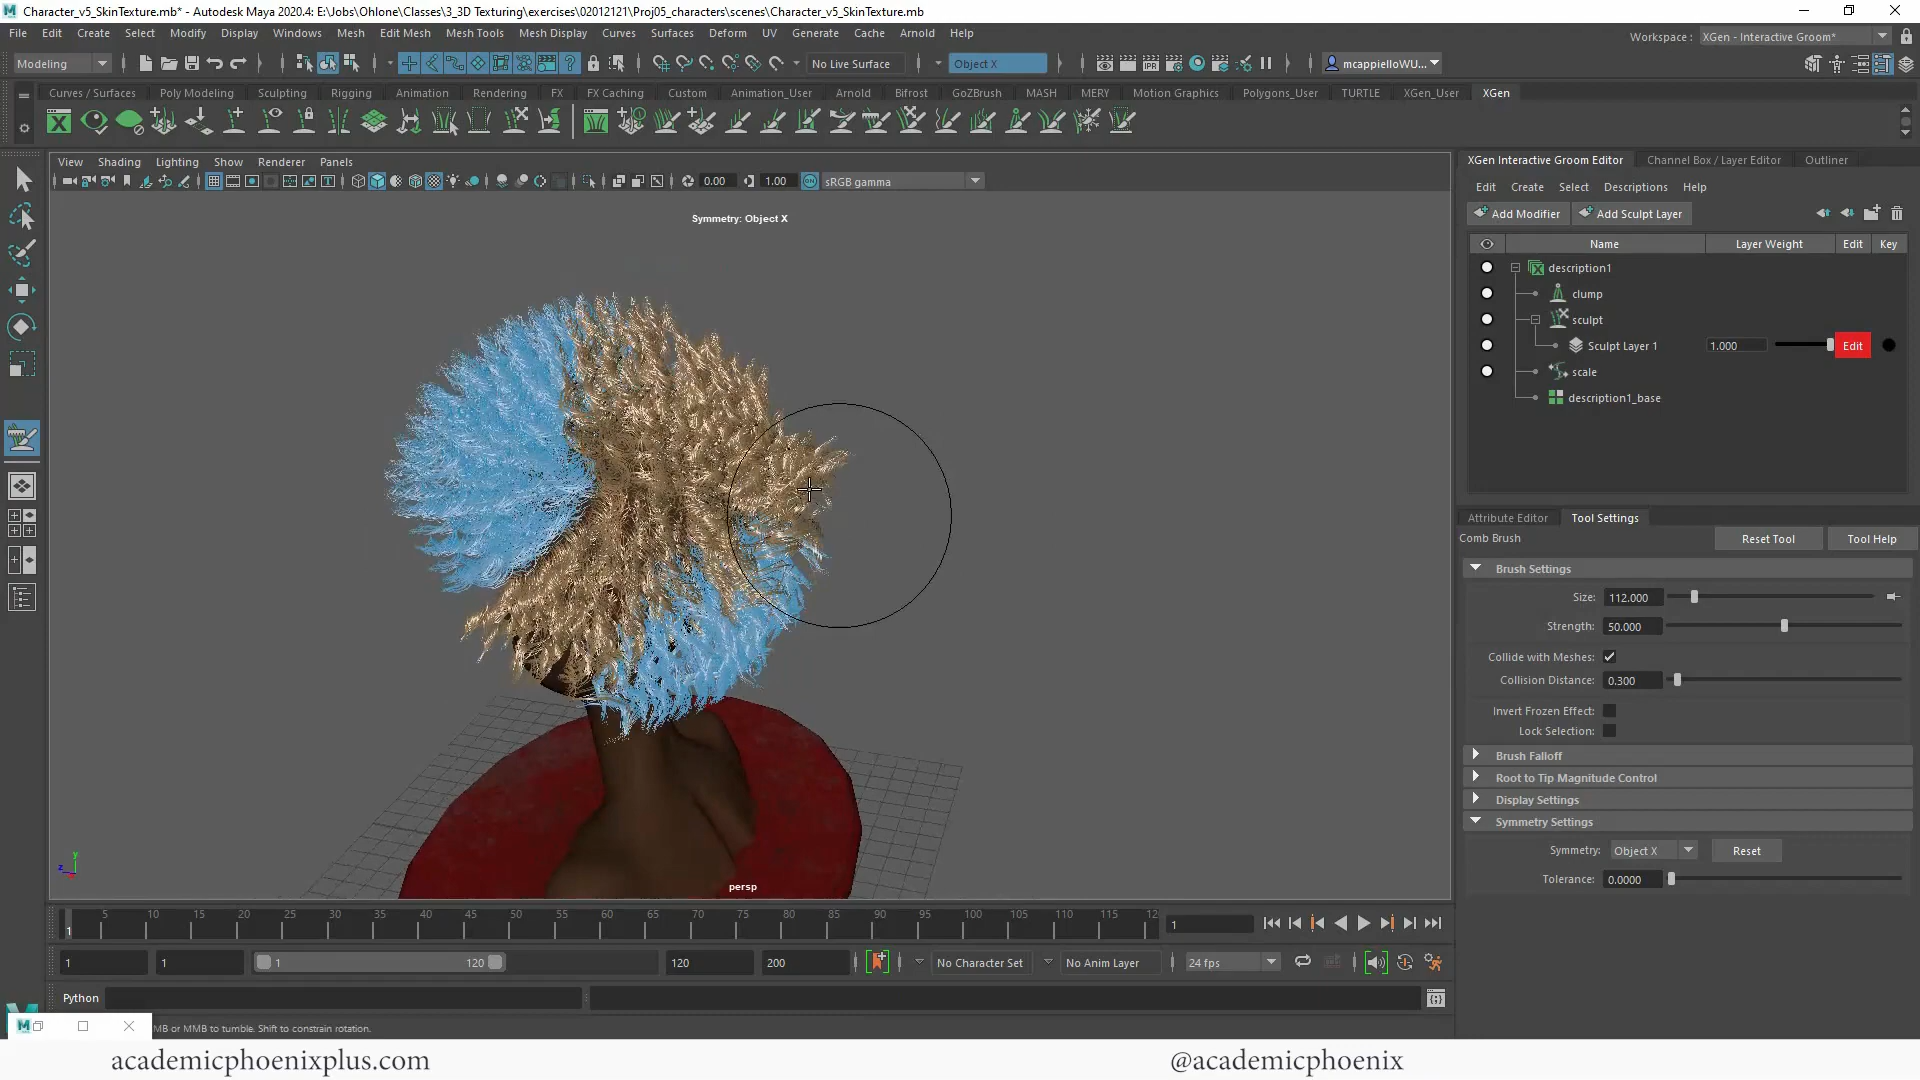 Character_v5_SkinTexture.mb* - Autodesk Maya 2020.4: E:\Jobs\Ohlone\Classes\3_3D Texturing\exercises\02012121\Proj05_characters\scenes\Character_v5_SkinTexture.mb
File Edit Create Select Modify Display Windows Mesh Edit Mesh Mesh Tools Mesh Display Curves Surfaces Deform UV Generate Cache Arnold Help
Workspace : XGen - Interactive Groom*
Modeling No Live Surface Object X mcappielloWU...
Curves / Surfaces Poly Modeling Sculpting Rigging Animation Rendering FX FX Caching Custom Animation_User Arnold Bifrost GoZBrush MASH MERY Motion Graphics Polygons_User TURTLE XGen_User XGen
View Shading Lighting Show Renderer Panels
0.00 1.00 sRGB gamma
Symmetry: Object X
persp
XGen Interactive Groom Editor Channel Box / Layer Editor Outliner
Edit Create Select Descriptions Help
Add Modifier Add Sculpt Layer
Name Layer Weight Edit Key
description1
clump
sculpt
Sculpt Layer 1 1.000 Edit
scale
description1_base
Attribute Editor Tool Settings
Comb Brush Reset Tool Tool Help
Brush Settings
Size: 112.000
Strength: 50.000
Collide with Meshes:
Collision Distance: 0.300
Invert Frozen Effect:
Lock Selection:
Brush Falloff
Root to Tip Magnitude Control
Display Settings
Symmetry Settings
Symmetry: Object X Reset
Tolerance: 0.0000
5 10 15 20 25 30 35 40 45 50 55 60 65 70 75 80 85 90 95 100 105 110 115 12
1 1
1 1 1 120 120 200 No Character Set No Anim Layer 24 fps
Python
MB or MMB to tumble. Shift to constrain rotation.
academicphoenixplus.com @academicphoenix